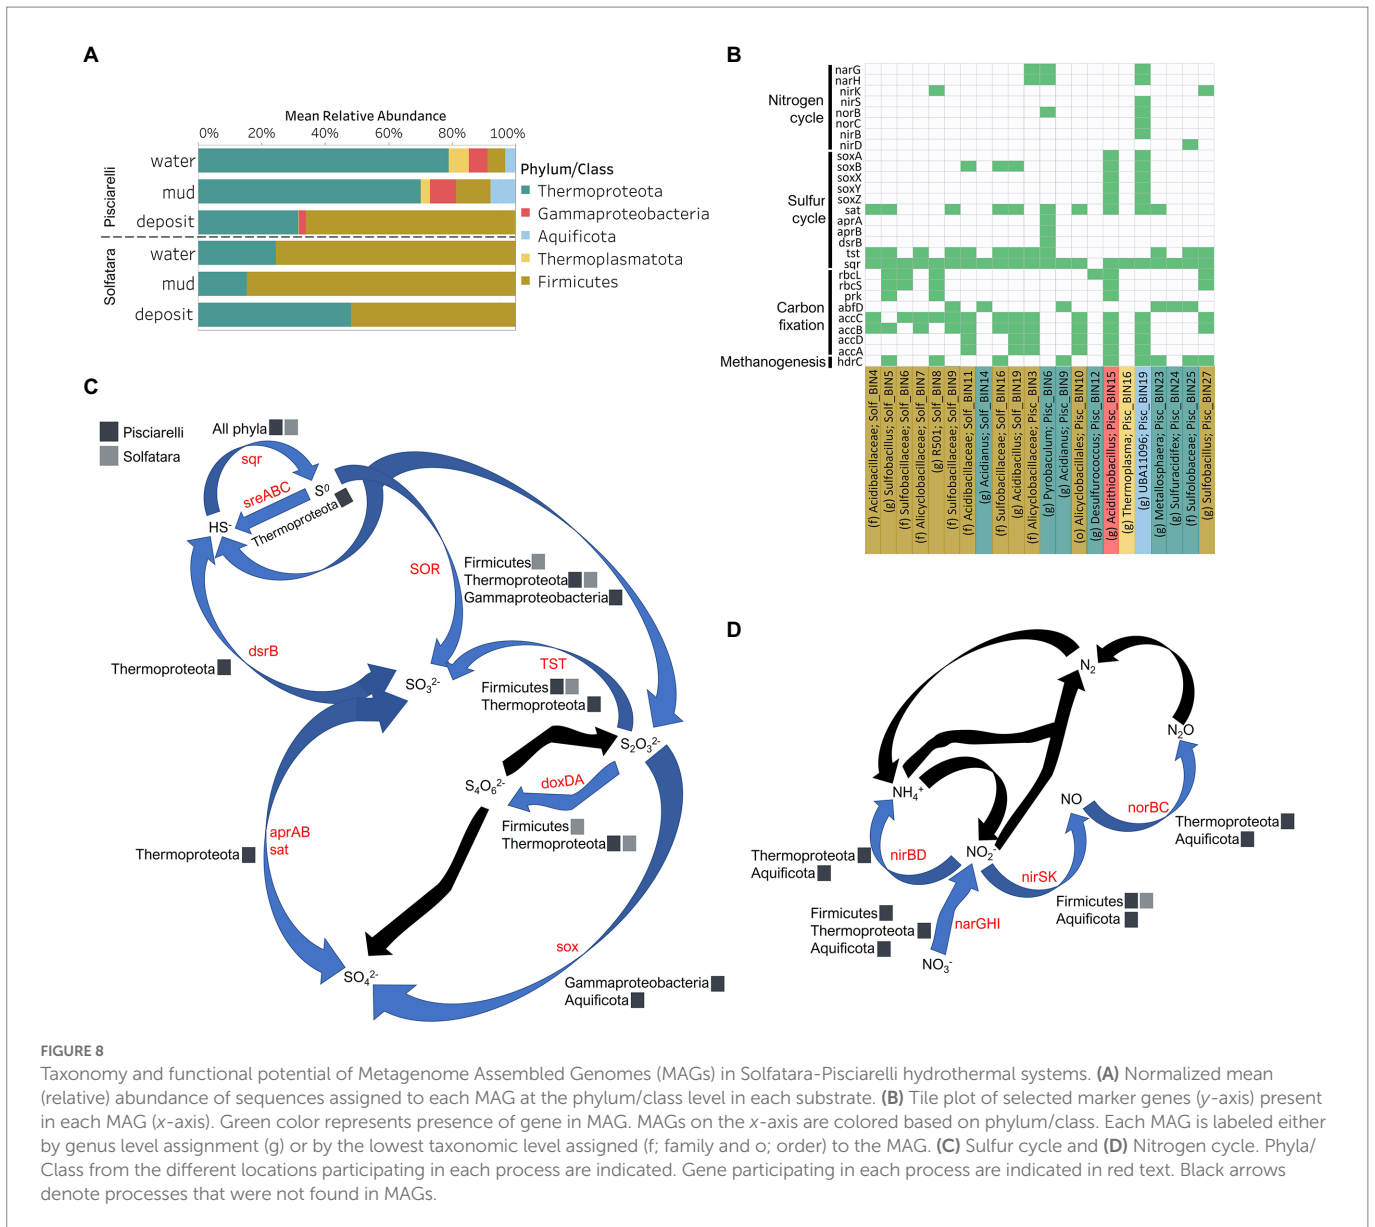 A
Mean Relative Abundance
0% 20% 40% 60% 80% 100%
Pisciarelli
water
mud
deposit
Solfatara
water
mud
deposit
Phylum/Class
Thermoproteota
Gammaproteobacteria
Aquificota
Thermoplasmatota
Firmicutes
B
Nitrogen
cycle
narG
narH
nirK
nirS
norB
norC
nirB
nirD
Sulfur
cycle
soxA
soxB
soxX
soxY
soxZ
sat
aprA
aprB
dsrB
tst
sqr
Carbon
fixation
rbcL
rbcS
prk
abfD
accC
accB
accD
accA
Methanogenesis
hdrC
(f) Acidibacillaceae; Solf_BIN4
(g) Sulfobacillus; Solf_BIN5
(f) Sulfobacillaceae; Solf_BIN6
(f) Alicyclobacillaceae; Solf_BIN7
(g) R501; Solf_BIN8
(f) Sulfobacillaceae; Solf_BIN9
(f) Acidibacillaceae; Solf_BIN11
(g) Acidianus; Solf_BIN14
(f) Sulfobacillaceae; Solf_BIN16
(g) Acidibacillus; Solf_BIN19
(f) Alicyclobacillaceae; Pisc_BIN3
(g) Pyrobaculum; Pisc_BIN6
(g) Acidianus; Pisc_BIN9
(o) Alicyclobacillales; Pisc_BIN10
(g) Desulfurococcus; Pisc_BIN12
(g) Acidithiobacillus; Pisc_BIN15
(g) Thermoplasma; Pisc_BIN16
(g) UBA11096; Pisc_BIN19
(g) Metallosphaera; Pisc_BIN23
(g) Sulfuracidifex; Pisc_BIN24
(f) Sulfolobaceae; Pisc_BIN25
(g) Sulfobacillus; Pisc_BIN27
C
Pisciarelli
Solfatara
All phyla
sqr
S⁰
sreABC
HS⁻
Thermoproteota
SOR
Firmicutes
Thermoproteota
Gammaproteobacteria
dsrB
Thermoproteota
SO₃²⁻
TST
Firmicutes
Thermoproteota
S₂O₃²⁻
S₄O₆²⁻
doxDA
Firmicutes
Thermoproteota
aprAB
sat
Thermoproteota
sox
SO₄²⁻
Gammaproteobacteria
Aquificota
D
N₂
N₂O
NH₄⁺
NO
norBC
Thermoproteota
Aquificota
NO₂⁻
nirBD
Thermoproteota
Aquificota
nirSK
Firmicutes
Aquificota
Firmicutes
Thermoproteota
Aquificota
narGHI
NO₃⁻
FIGURE 8
Taxonomy and functional potential of Metagenome Assembled Genomes (MAGs) in Solfatara-Pisciarelli hydrothermal systems. (A) Normalized mean
(relative) abundance of sequences assigned to each MAG at the phylum/class level in each substrate. (B) Tile plot of selected marker genes (y-axis) present
in each MAG (x-axis). Green color represents presence of gene in MAG. MAGs on the x-axis are colored based on phylum/class. Each MAG is labeled either
by genus level assignment (g) or by the lowest taxonomic level assigned (f; family and o; order) to the MAG. (C) Sulfur cycle and (D) Nitrogen cycle. Phyla/
Class from the different locations participating in each process are indicated. Gene participating in each process are indicated in red text. Black arrows
denote processes that were not found in MAGs.